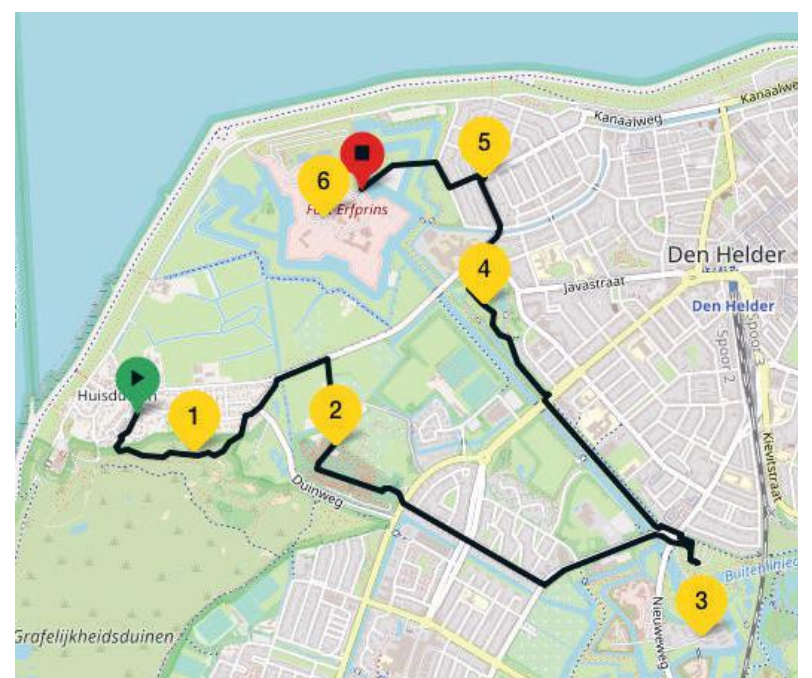 Kanaalweg
Kanaalwe
5
6
Fort Erfprins
Den Helder
4
Javastraat
Den Helder
Spoor 2
Spoor 3
Huisduinen
1
2
Kievitstraat
Duinweg
Buitenlinied
3
Nieuweweg
Grafelijkheidsduinen